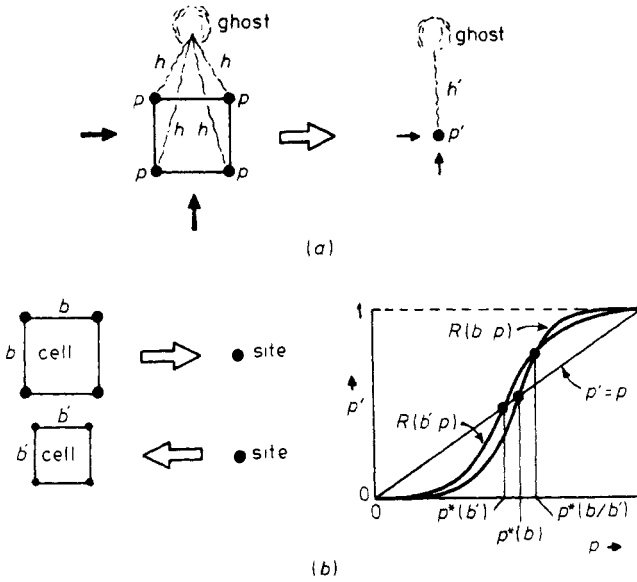 ghost
ghost
h h
h'
p p
h h
p'
p p
(a)
b
b cell
site
b'
b' cell
site
1
R(b p)
p'
p' = p
R(b' p)
0
0 p*(b') p*(b/b')
p*(b)
p
(b)